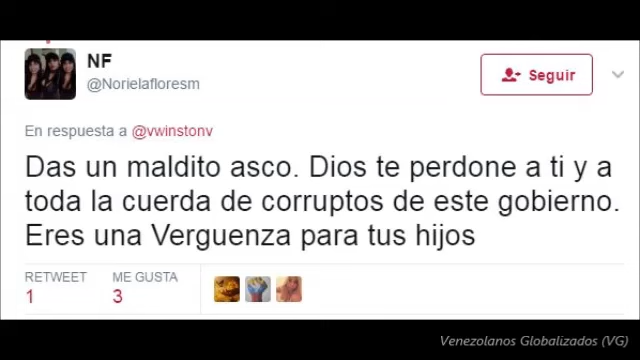 NF
@Norielafloresm
Seguir
En respuesta a @vwinstonv
Das un maldito asco. Dios te perdone a ti y a
toda la cuerda de corruptos de este gobierno.
Eres una Verguenza para tus hijos
RETWEET ME GUSTA
1 3
Venezolanos Globalizados (VG)